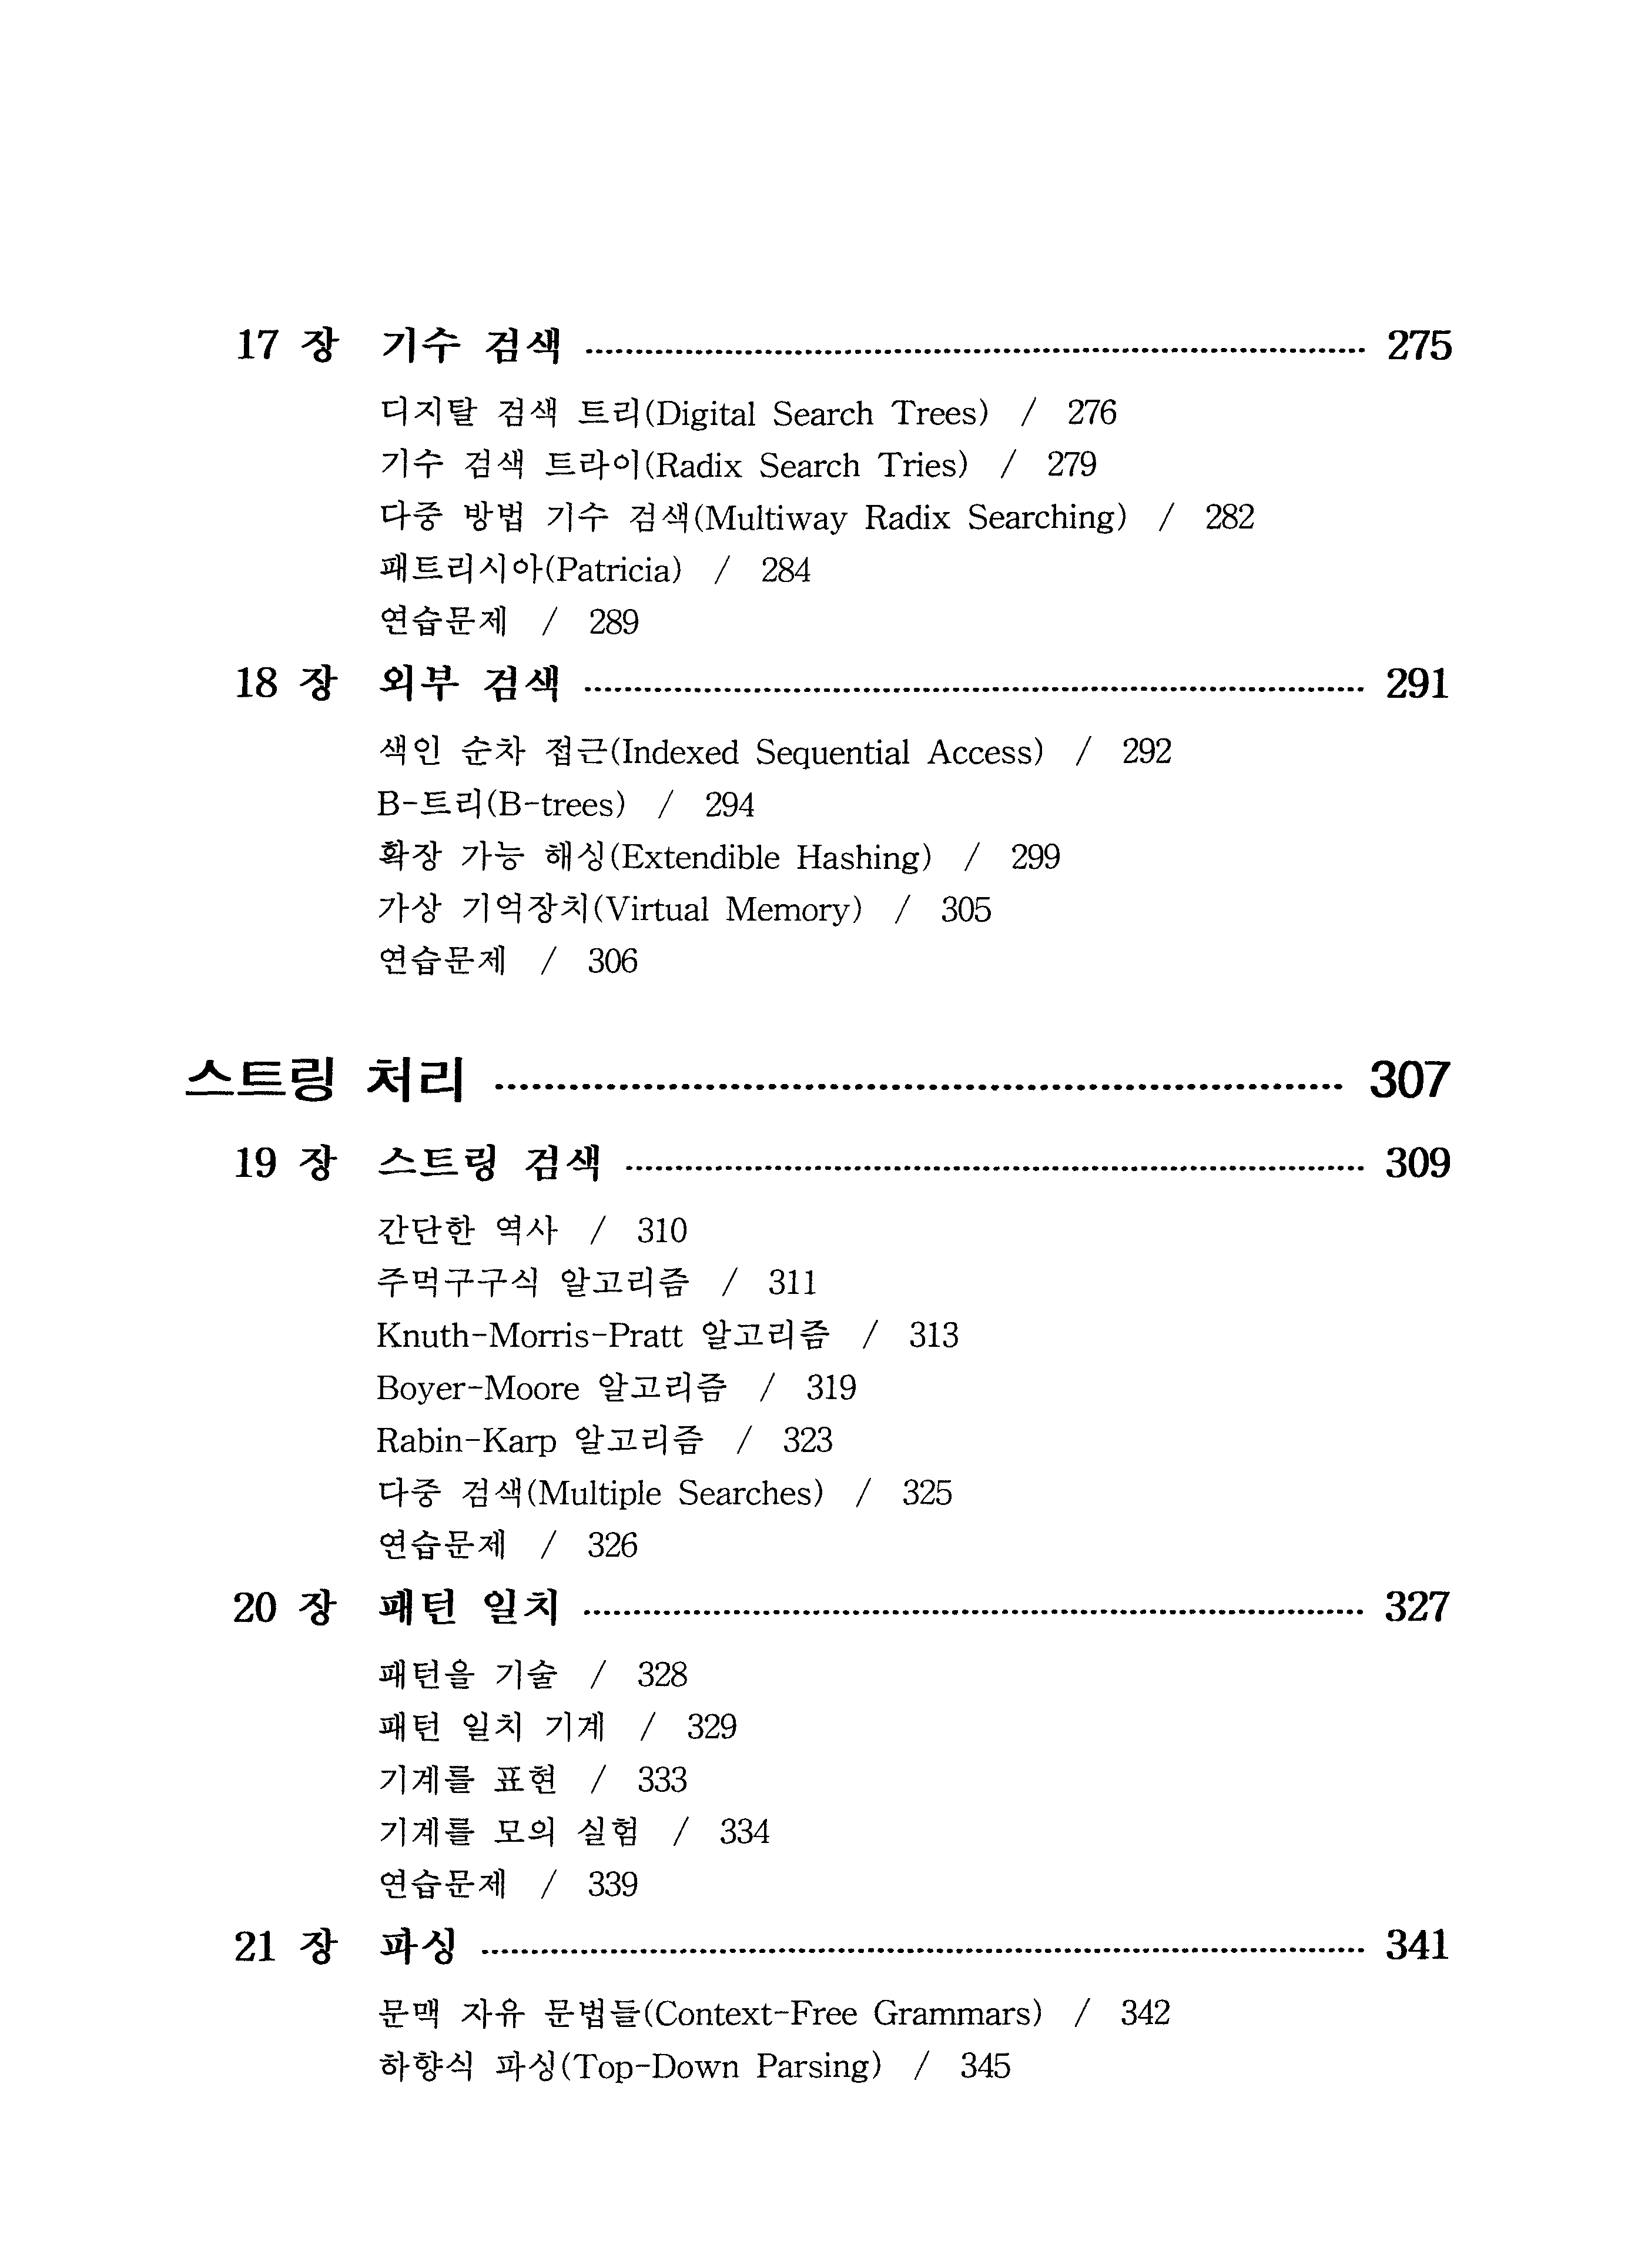 17 장 기수 검색 ........................................ 275
디지탈 검색 트리(Digital Search Trees) / 276
기수 검색 트라이(Radix Search Tries) / 279
다중 방법 기수 검색(Multiway Radix Searching) / 282
패트리시아(Patricia) / 284
연습문제 / 289
18 장 외부 검색 ........................................ 291
색인 순차 접근(Indexed Sequential Access) / 292
B-트리(B-trees) / 294
확장 가능 해싱(Extendible Hashing) / 299
가상 기억장치(Virtual Memory) / 305
연습문제 / 306
스트링 처리 ........................................ 307
19 장 스트링 검색 ........................................ 309
간단한 역사 / 310
주먹구구식 알고리즘 / 311
Knuth-Morris-Pratt 알고리즘 / 313
Boyer-Moore 알고리즘 / 319
Rabin-Karp 알고리즘 / 323
다중 검색(Multiple Searches) / 325
연습문제 / 326
20 장 패턴 일치 ........................................ 327
패턴을 기술 / 328
패턴 일치 기계 / 329
기계를 표현 / 333
기계를 모의 실험 / 334
연습문제 / 339
21 장 파싱 ........................................ 341
문맥 자유 문법들(Context-Free Grammars) / 342
하향식 파싱(Top-Down Parsing) / 345